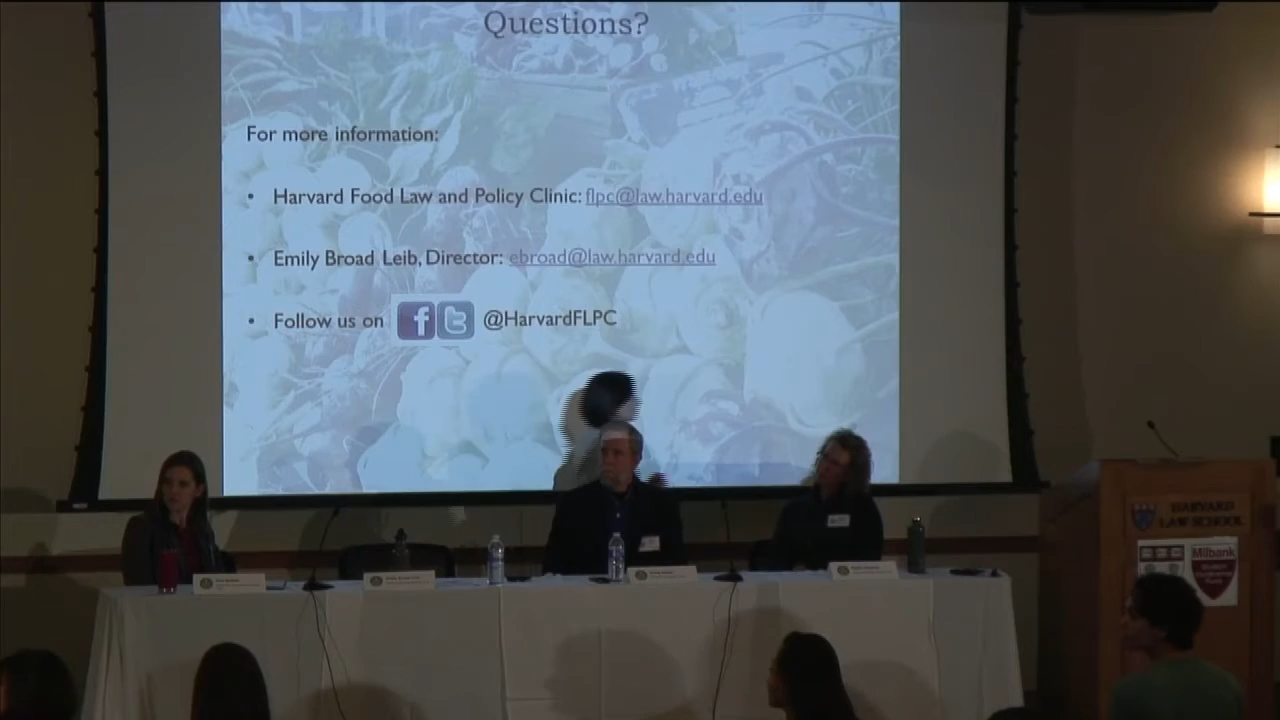 Questions?
For more information:
• Harvard Food Law and Policy Clinic: flpc@law.harvard.edu
• Emily Broad Leib, Director: ebroad@law.harvard.edu
• Follow us on f t @HarvardFLPC
HARVARD
LAW SCHOOL
Milbank